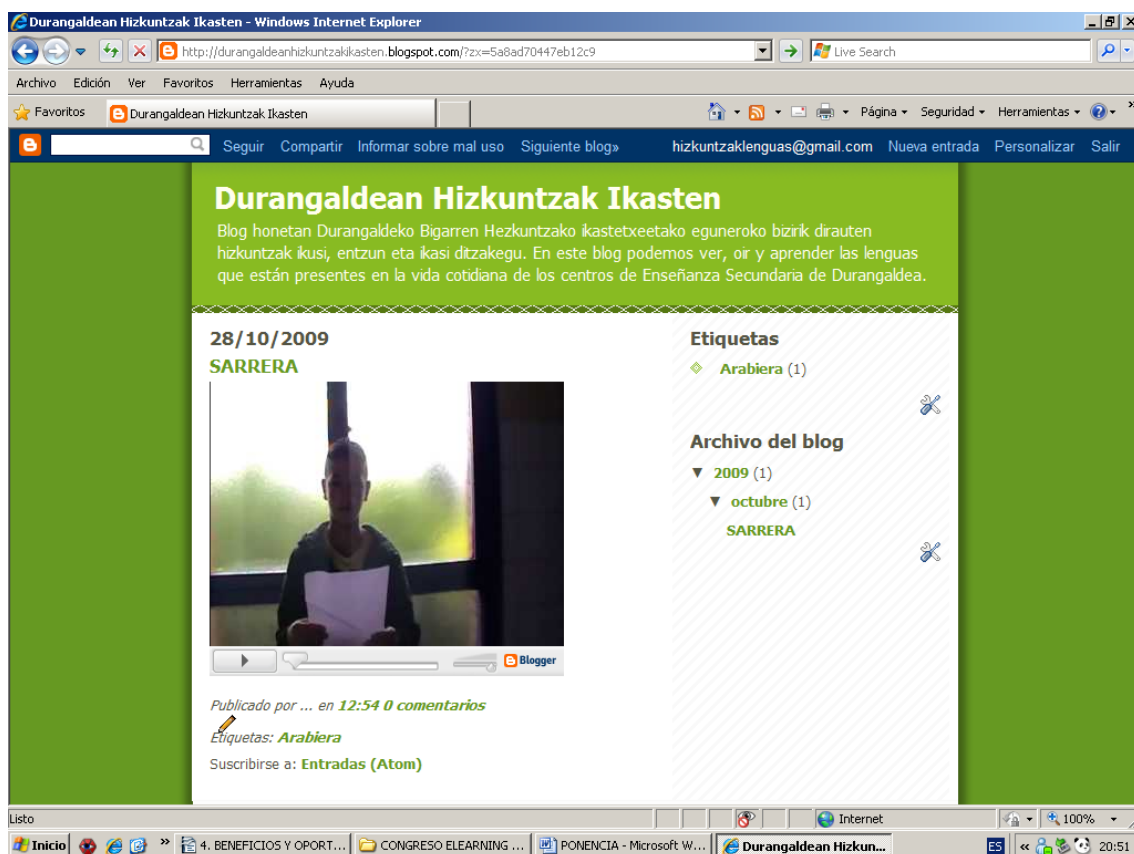 Durangaldean Hizkuntzak Ikasten - Windows Internet Explorer
http://durangaldeanhizkuntzakikasten.blogspot.com/?zx=5a8ad70447eb12c9
Live Search
Archivo Edición Ver Favoritos Herramientas Ayuda
Favoritos Durangaldean Hizkuntzak Ikasten Página Seguridad Herramientas
Seguir Compartir Informar sobre mal uso Siguiente blog» hizkuntzaklenguas@gmail.com Nueva entrada Personalizar Salir
Durangaldean Hizkuntzak Ikasten
Blog honetan Durangaldeko Bigarren Hezkuntzako ikastetxeetako eguneroko bizirik dirauten
hizkuntzak ikusi, entzun eta ikasi ditzakegu. En este blog podemos ver, oir y aprender las lenguas
que están presentes en la vida cotidiana de los centros de Enseñanza Secundaria de Durangaldea.
28/10/2009
SARRERA
Blogger
Publicado por ... en 12:54 0 comentarios
Etiquetas: Arabiera
Suscribirse a: Entradas (Atom)
Etiquetas
Arabiera (1)
Archivo del blog
▼ 2009 (1)
▼ octubre (1)
SARRERA
Listo Internet 100%
Inicio » 4. BENEFICIOS Y OPORT... CONGRESO ELEARNING ... PONENCIA - Microsoft W... Durangaldean Hizkun... ES « 20:51